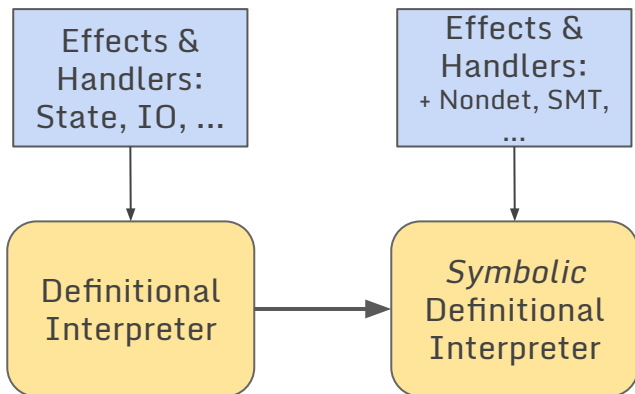 Effects &
Handlers:
State, IO, ...
Effects &
Handlers:
+ Nondet, SMT,
...
Definitional
Interpreter
Symbolic
Definitional
Interpreter